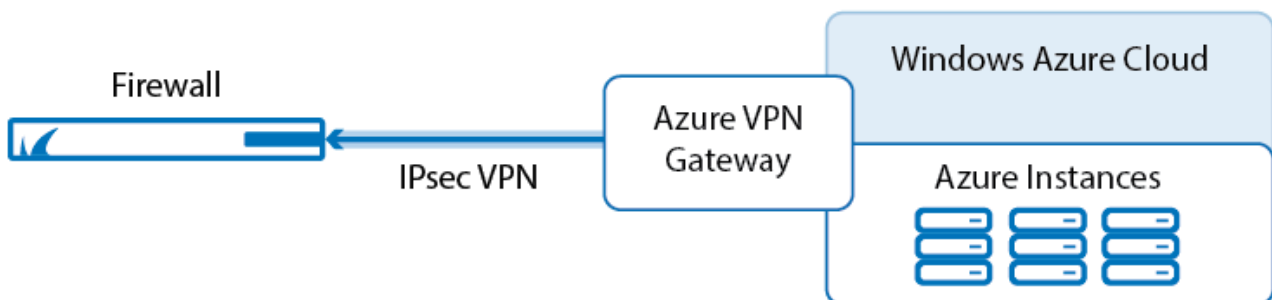 Firewall
IPsec VPN
Azure VPN
Gateway
Windows Azure Cloud
Azure Instances